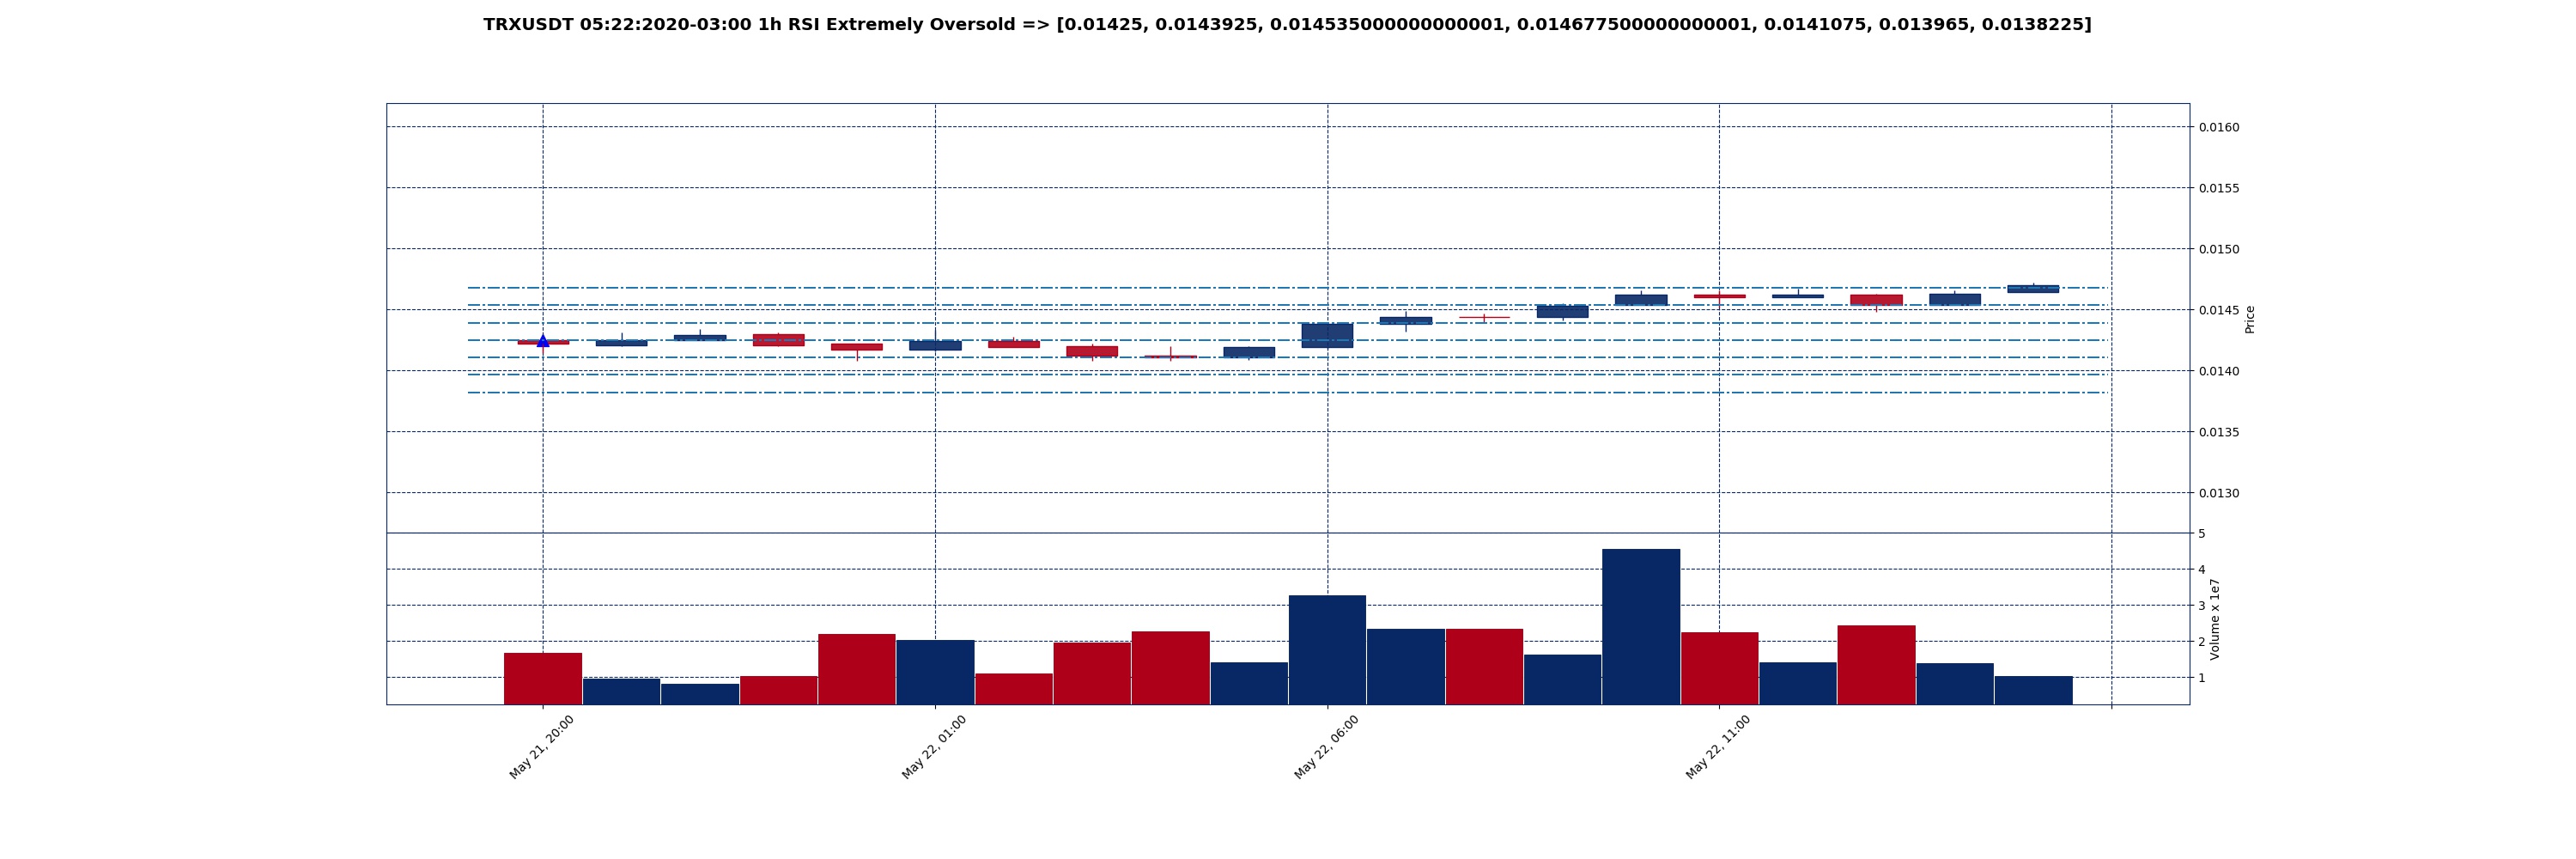 TRXUSDT 05:22:2020-03:00 1h RSI Extremely Oversold => [0.01425, 0.0143925, 0.014535000000000001, 0.014677500000000001, 0.0141075, 0.013965, 0.0138225]
0.0160
0.0155
0.0150
0.0145
0.0140
0.0135
0.0130
Price
5
4
3
2
1
Volume x 1e7
May 21, 20:00
May 22, 01:00
May 22, 06:00
May 22, 11:00